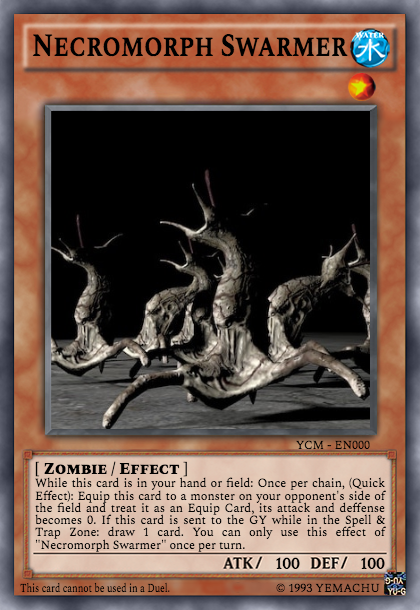 NECROMORPH SWARMER
WATER
水
YCM - EN000
[ ZOMBIE / EFFECT ]
While this card is in your hand or field: Once per chain, (Quick
Effect): Equip this card to a monster on your opponent's side of
the field and treat it as an Equip Card, its attack and deffense
becomes 0. If this card is sent to the GY while in the Spell &
Trap Zone: draw 1 card. You can only use this effect of
"Necromorph Swarmer" once per turn.
ATK/ 100 DEF/ 100
This card cannot be used in a Duel.
© 1993 YEMACHU
YU-G